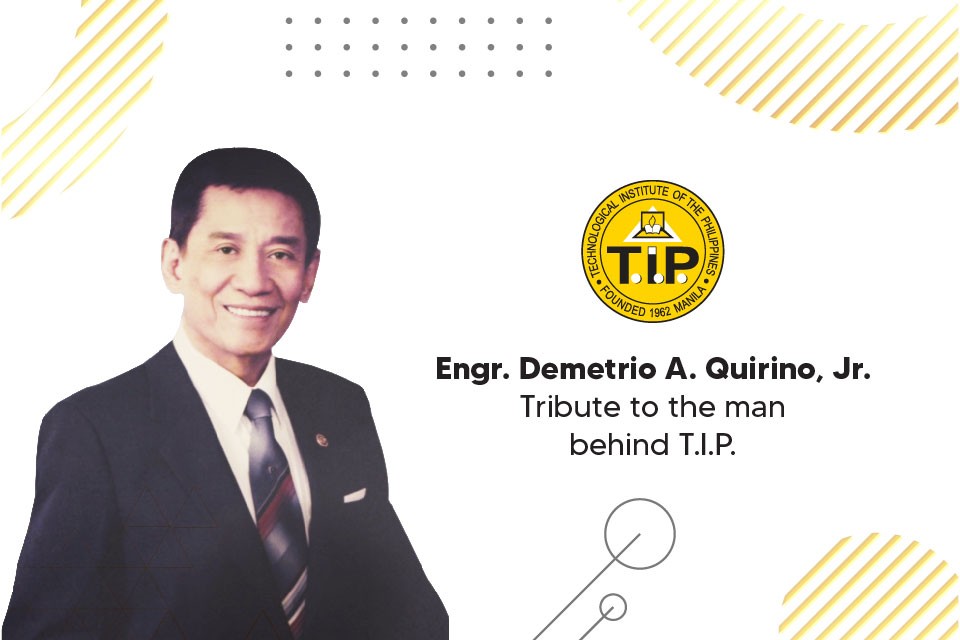 TECHNOLOGICAL INSTITUTE OF THE PHILIPPINES
T.I.P.
• FOUNDED 1962 MANILA •
Engr. Demetrio A. Quirino, Jr.
Tribute to the man
behind T.I.P.